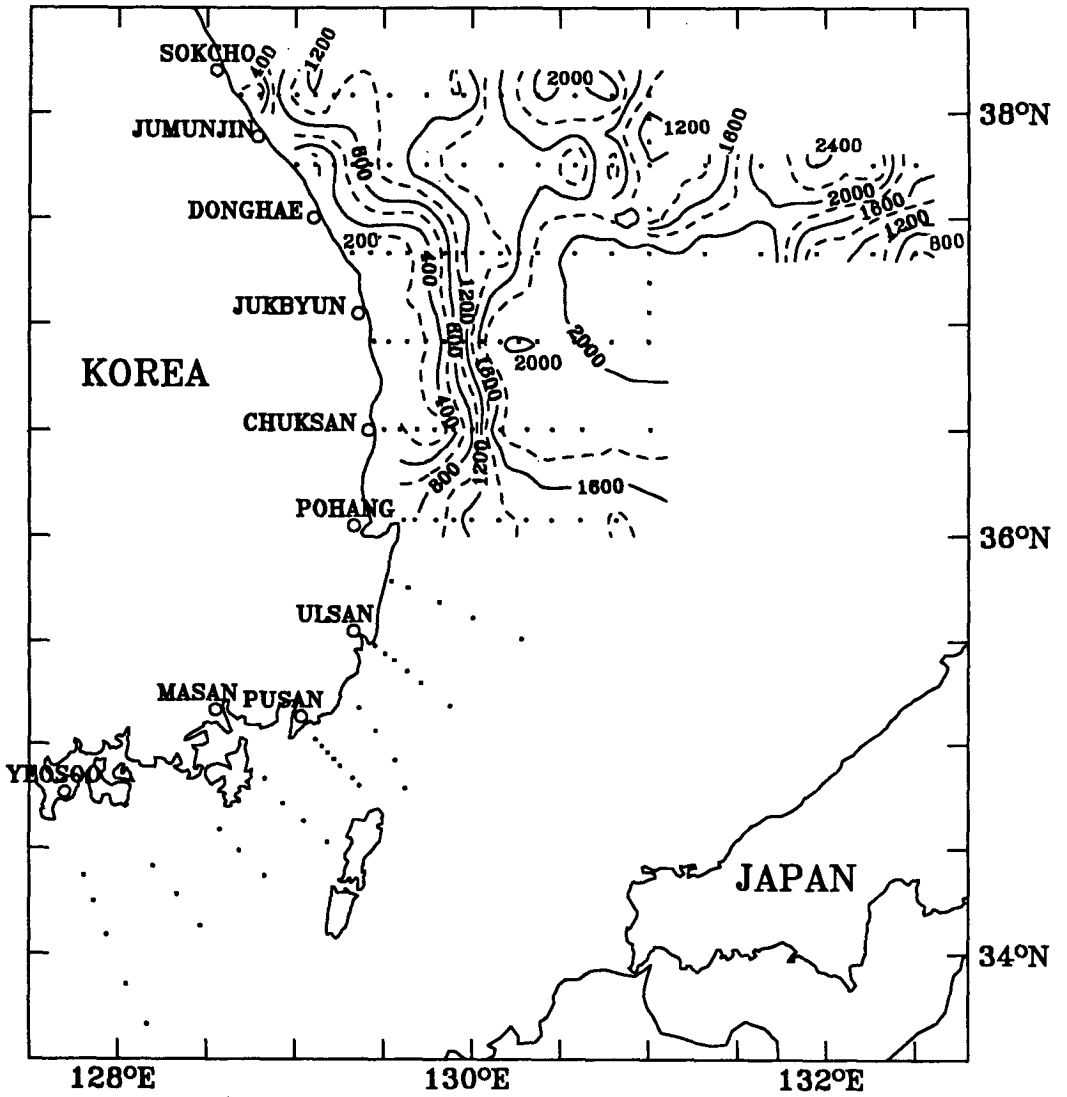 SOKCHO
400
1200
2000
38°N
JUMUNJIN
1200
1600
800
2400
DONGHAE
2000
1600
1200
800
200
400
1200
JUKBYUN
800
2000
2000
KOREA
1600
CHUKSAN
400
1200
800
1600
POHANG
36°N
ULSAN
MASAN
PUSAN
YEOSOO
JAPAN
34°N
128°E
130°E
132°E